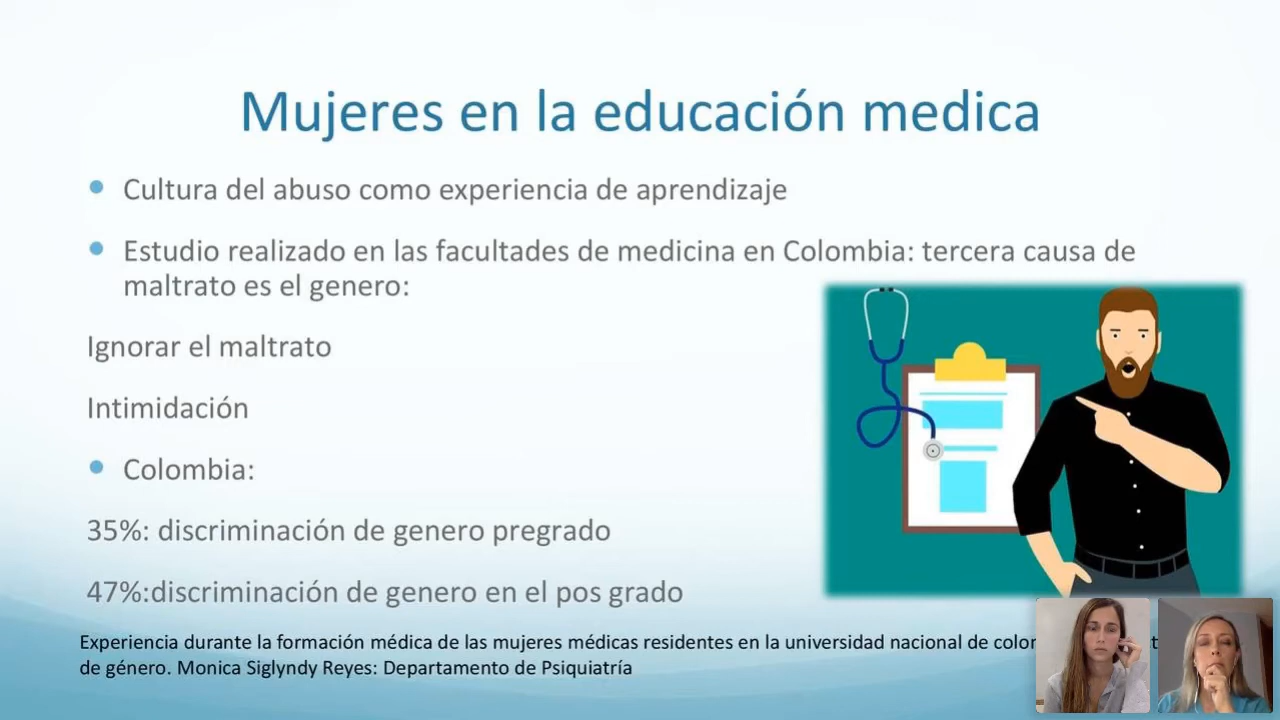 Mujeres en la educación medica
Cultura del abuso como experiencia de aprendizaje
Estudio realizado en las facultades de medicina en Colombia: tercera causa de
maltrato es el genero:
Ignorar el maltrato
Intimidación
Colombia:
35%: discriminación de genero pregrado
47%:discriminación de genero en el pos grado
Experiencia durante la formación médica de las mujeres médicas residentes en la universidad nacional de
de género. Monica Siglyndy Reyes: Departamento de Psiquiatría